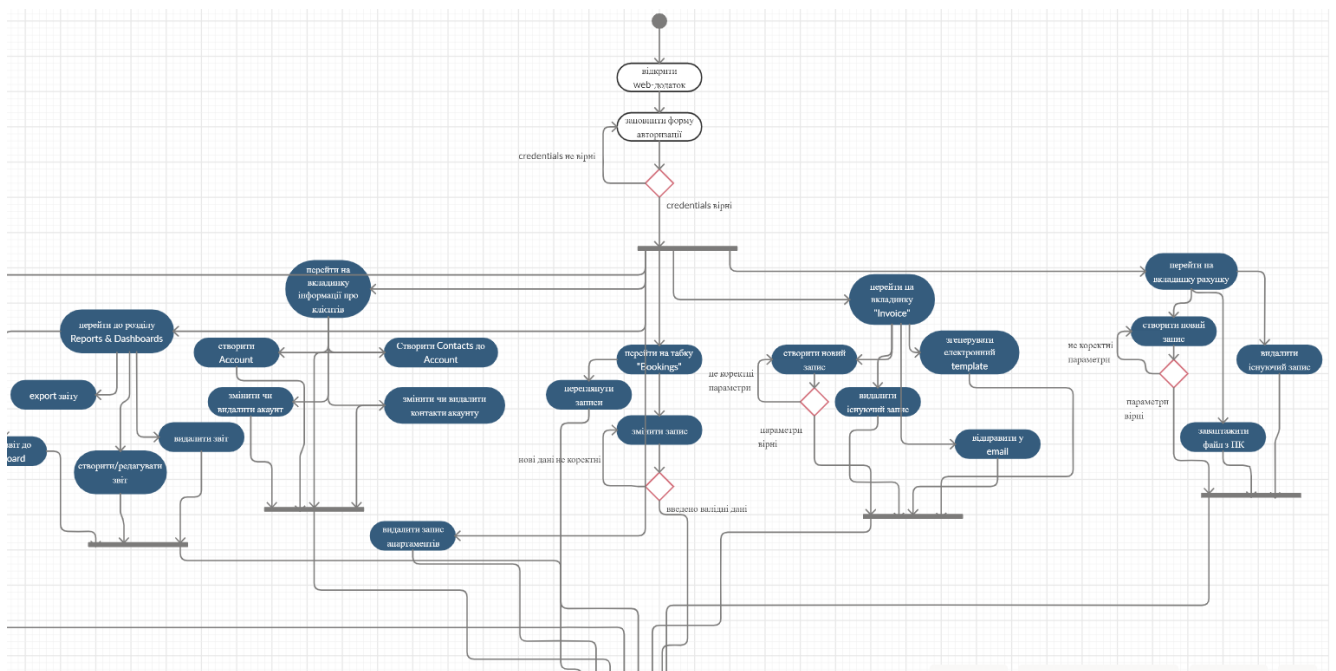 відкрити
web-додаток
заповнити форму
авторизації
credentials не вірні
credentials вірні
перейти на
вкладинку
інформації про
клієнтів
перейти до розділу
Reports & Dashboards
створити
Account
Створити Contacts до
Account
export звіту
змінити чи
видалити акаунт
змінити чи видалити
контакти акаунту
видалити звіт
звіт до
oard
створити/редагувати
звіт
перейти на табку
"Bookings"
переглянути
записи
змінити запис
нові дані не коректні
введено валідні дані
видалити запис
апартаментів
перейти на
вкладинку
"Invoice"
створити новий
запис
не коректні
параметри
згенерувати
електронний
template
видалити
існуючий запис
параметри
вірні
відправити у
email
перейти на
вкладинку рахунку
створити новий
запис
не коректні
параметри
видалити
існуючий запис
параметри
вірні
завантажити
файл з ПК